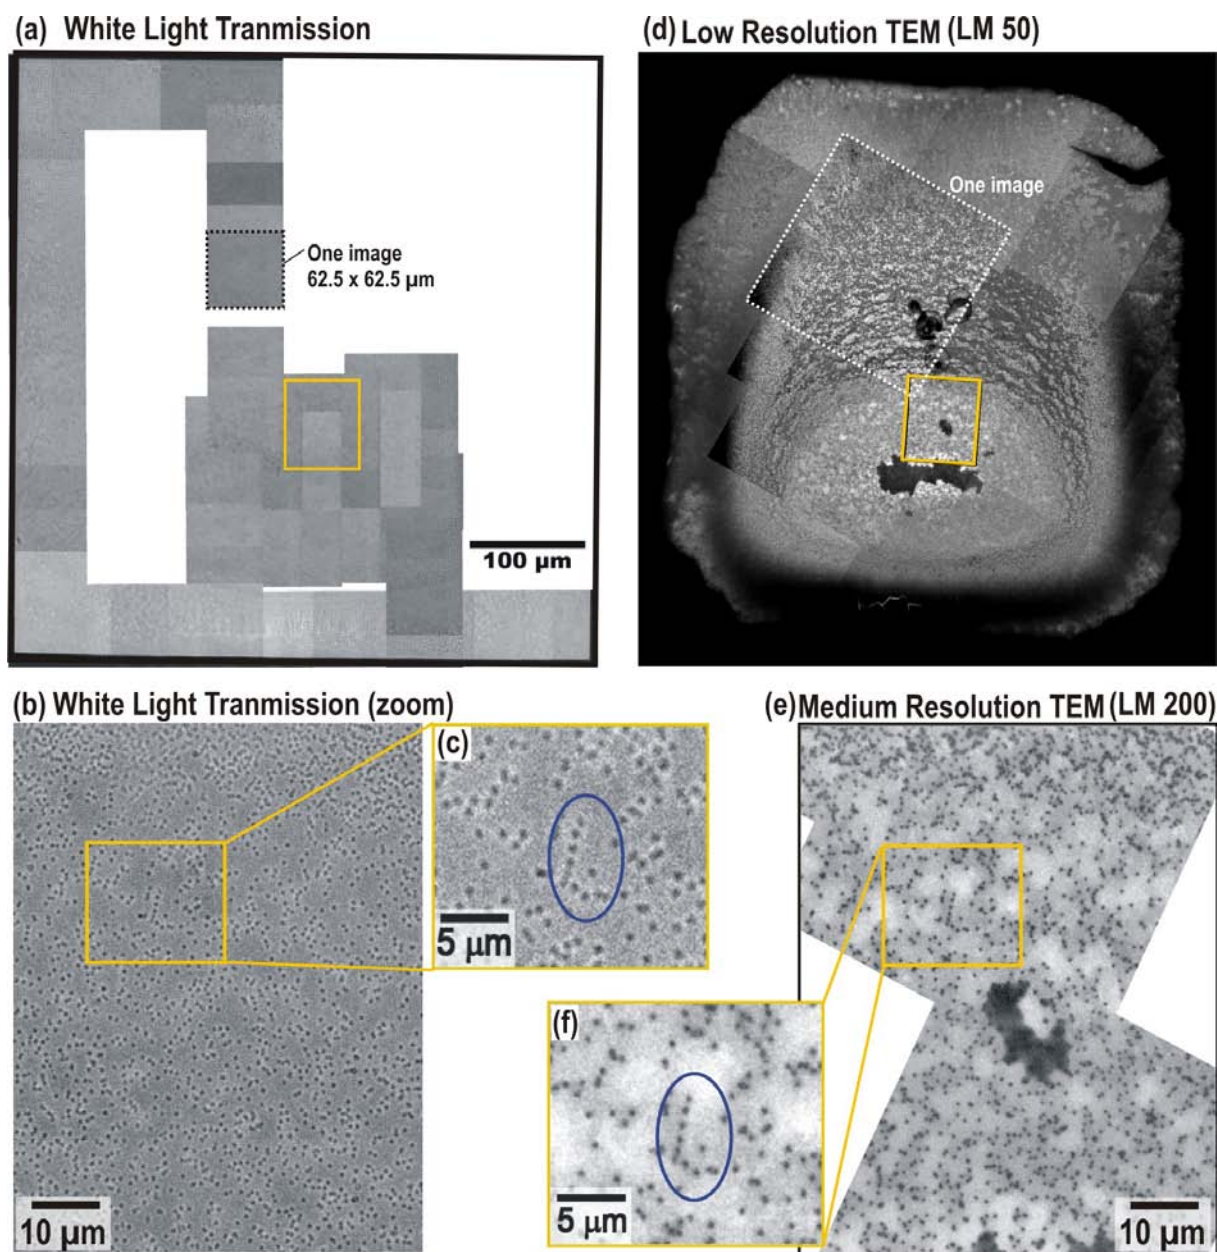 (a) White Light Tranmission
One image
62.5 x 62.5 µm
100 µm
(d) Low Resolution TEM (LM 50)
One image
(b) White Light Tranmission (zoom)
10 µm
(c)
5 µm
(e) Medium Resolution TEM (LM 200)
10 µm
(f)
5 µm